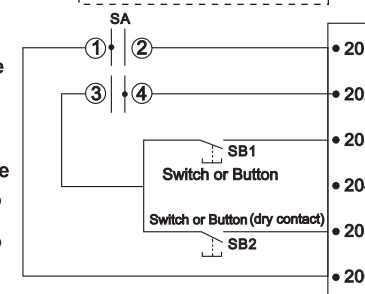 SA
① ② 20
③ ④ 20
SB1 20
Switch or Button
20
Switch or Button (dry contact) 20
SB2
20